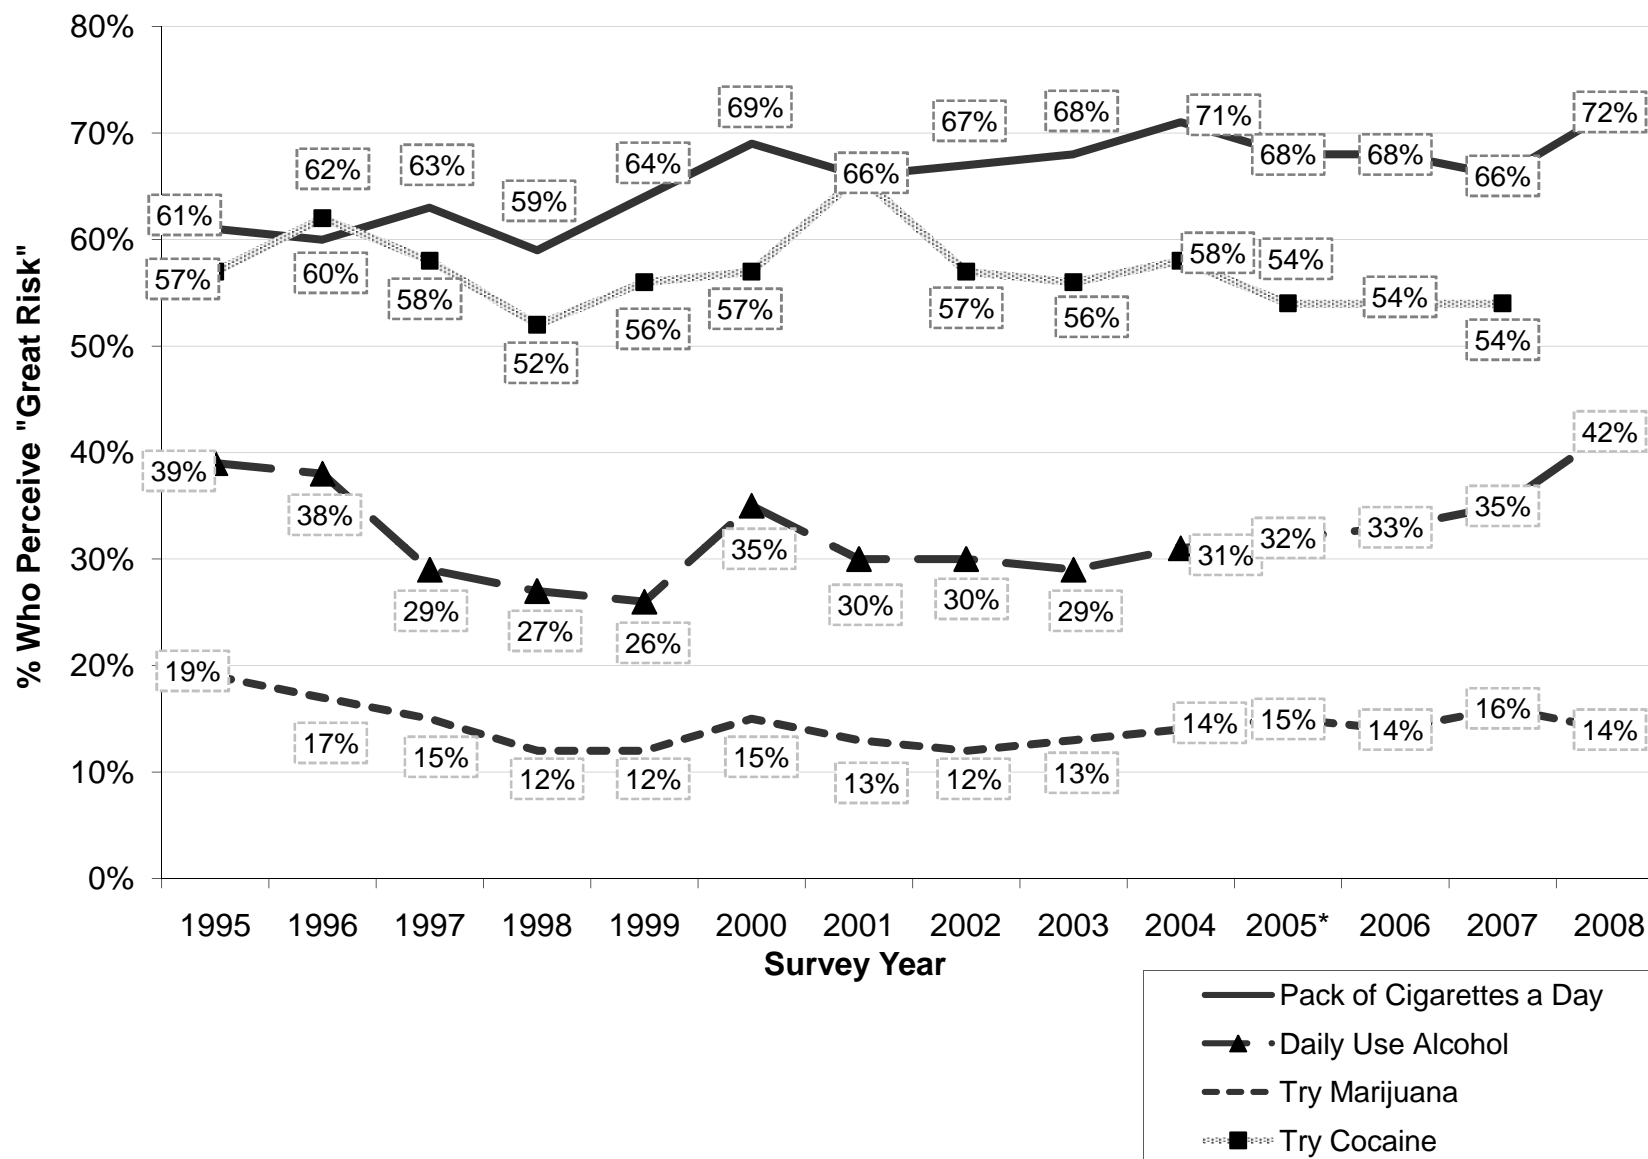 80%
70%
60%
50%
40%
30%
20%
10%
0%
% Who Perceive "Great Risk"
61% 60% 63% 59% 64% 69% 66% 67% 68% 71% 68% 68% 66% 72%
57% 62% 58% 52% 56% 57% 57% 56% 58% 54% 54% 54%
39% 38% 29% 27% 26% 35% 30% 30% 29% 31% 32% 33% 35% 42%
19% 17% 15% 12% 12% 15% 13% 12% 13% 14% 15% 14% 16% 14%
1995 1996 1997 1998 1999 2000 2001 2002 2003 2004 2005* 2006 2007 2008
Survey Year
Pack of Cigarettes a Day
Daily Use Alcohol
Try Marijuana
Try Cocaine